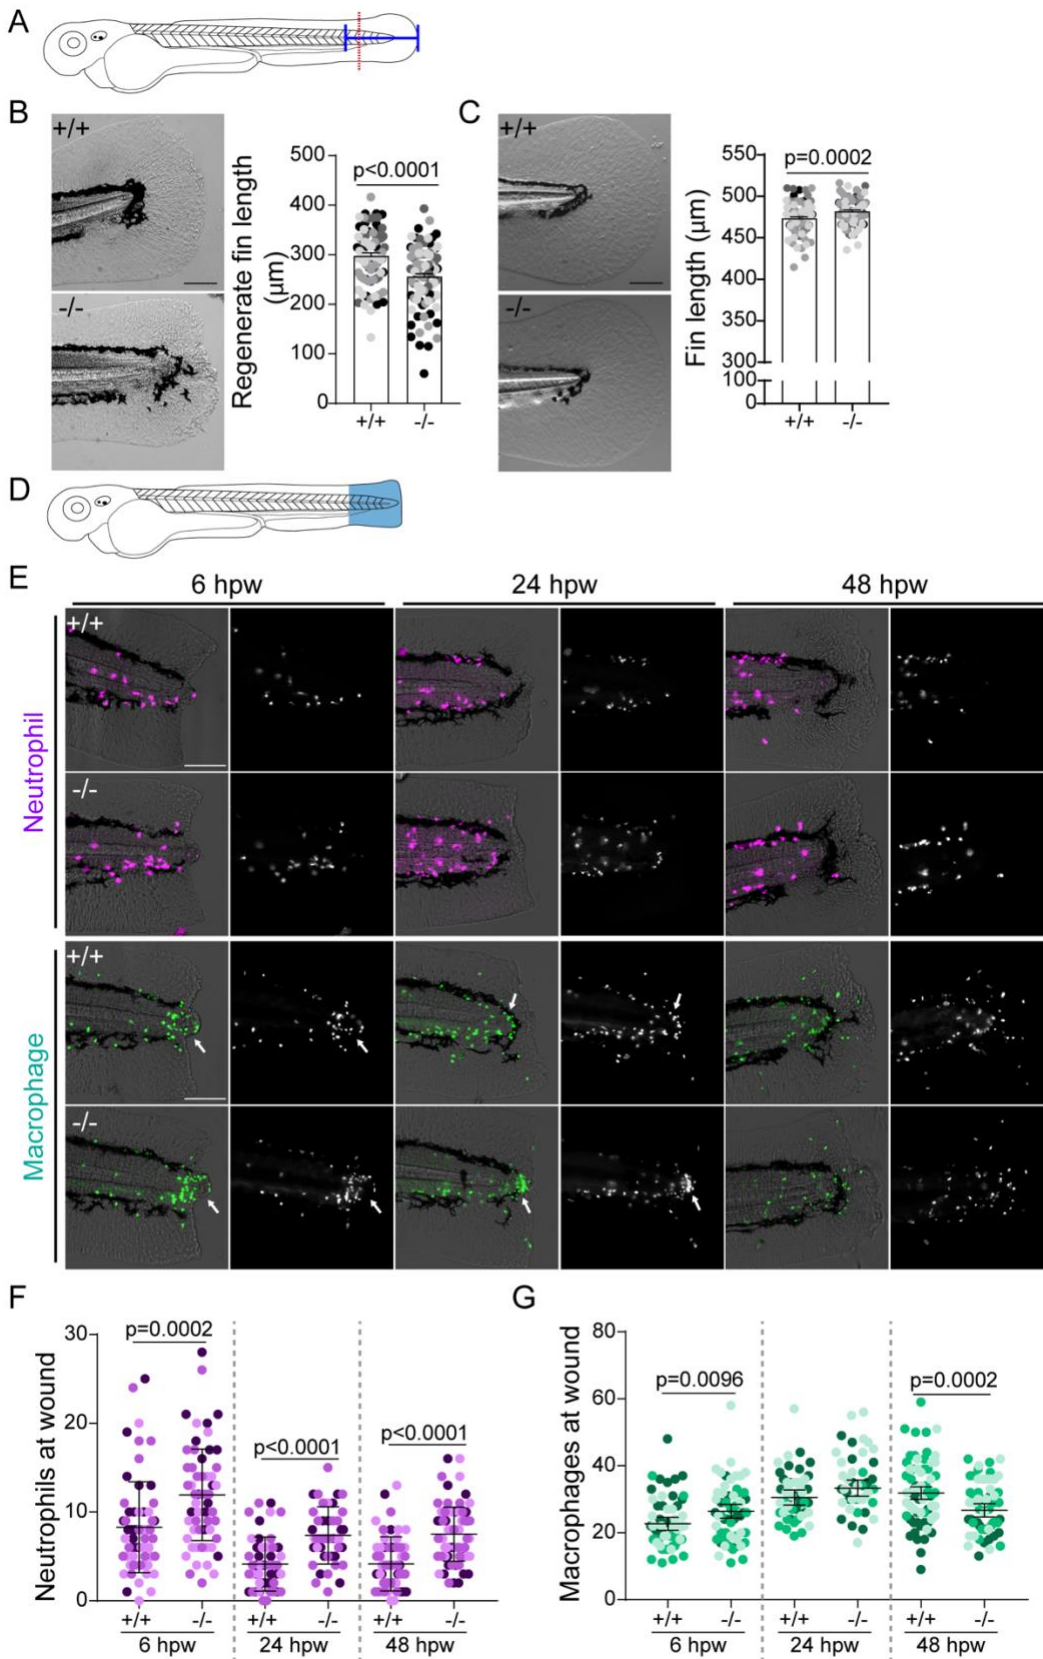 A
B
+/+
-/-
Regenerate fin length
(µm)
500
400
300
200
100
0
p<0.0001
+/+
-/-
C
+/+
-/-
Fin length (µm)
550
500
450
400
350
300
100
0
p=0.0002
+/+
-/-
D
E
6 hpw
24 hpw
48 hpw
Neutrophil
+/+
-/-
Macrophage
+/+
-/-
F
Neutrophils at wound
30
20
10
0
p=0.0002
p<0.0001
p<0.0001
+/+ -/- +/+ -/- +/+ -/-
6 hpw 24 hpw 48 hpw
G
Macrophages at wound
80
60
40
20
0
p=0.0096
p=0.0002
+/+ -/- +/+ -/- +/+ -/-
6 hpw 24 hpw 48 hpw